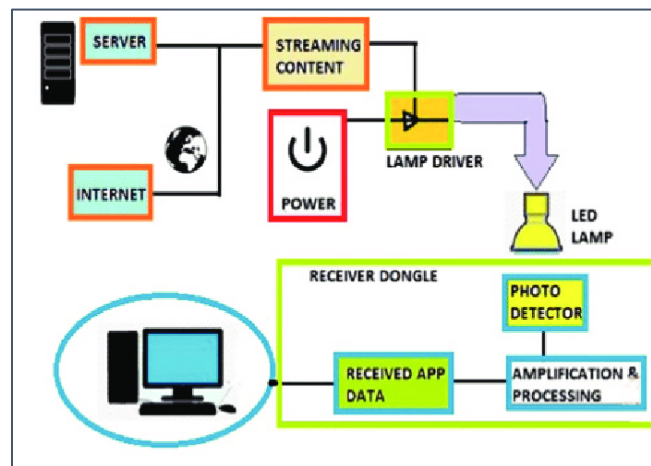 SERVER
STREAMING
CONTENT
INTERNET
POWER
LAMP DRIVER
LED
LAMP
RECEIVER DONGLE
PHOTO
DETECTOR
RECEIVED APP
DATA
AMPLIFICATION &
PROCESSING